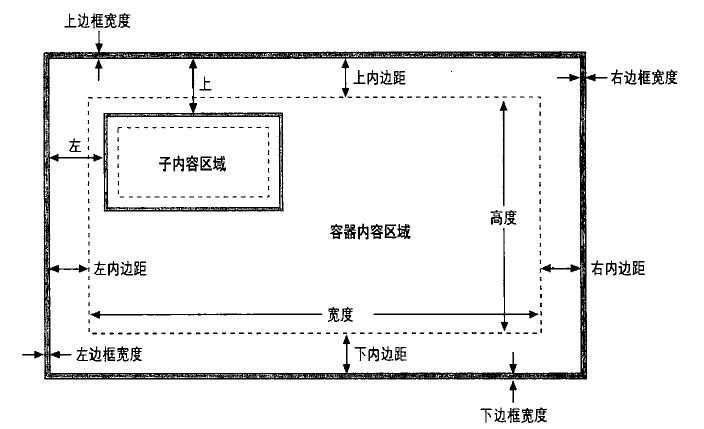 上边框宽度
上
上内边距
右边框宽度
左
子内容区域
高度
容器内容区域
左内边距
右内边距
宽度
左边框宽度
下内边距
下边框宽度